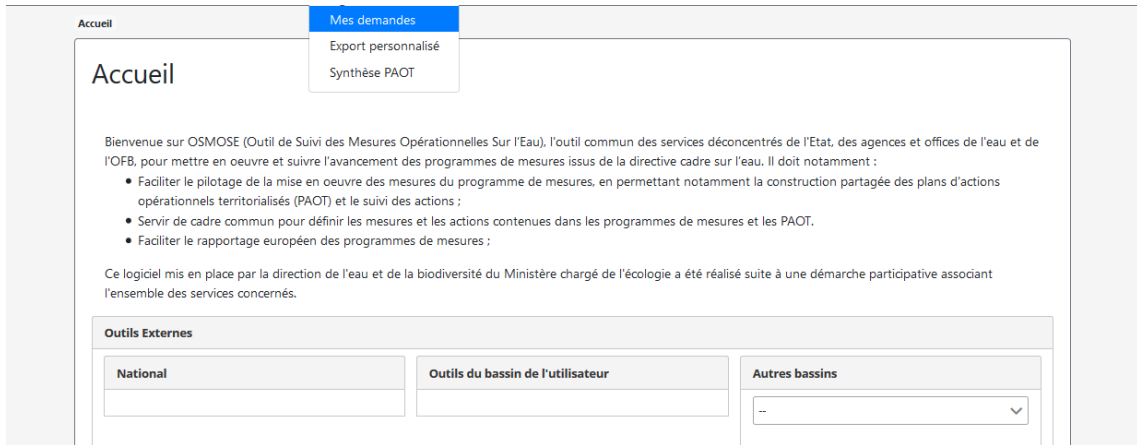 Mes demandes
Accueil
Export personnalisé
Synthèse PAOT
Accueil
Bienvenue sur OSMOSE (Outil de Suivi des Mesures Opérationnelles Sur l'Eau), l'outil commun des services déconcentrés de l'Etat, des agences et offices de l'eau et de
l'OFB, pour mettre en oeuvre et suivre l'avancement des programmes de mesures issus de la directive cadre sur l'eau. Il doit notamment :
• Faciliter le pilotage de la mise en oeuvre des mesures du programme de mesures, en permettant notamment la construction partagée des plans d'actions
opérationnels territorialisés (PAOT) et le suivi des actions ;
• Servir de cadre commun pour définir les mesures et les actions contenues dans les programmes de mesures et les PAOT.
• Faciliter le rapportage européen des programmes de mesures ;
Ce logiciel mis en place par la direction de l'eau et de la biodiversité du Ministère chargé de l'écologie a été réalisé suite à une démarche participative associant
l'ensemble des services concernés.
Outils Externes
National
Outils du bassin de l'utilisateur
Autres bassins
--